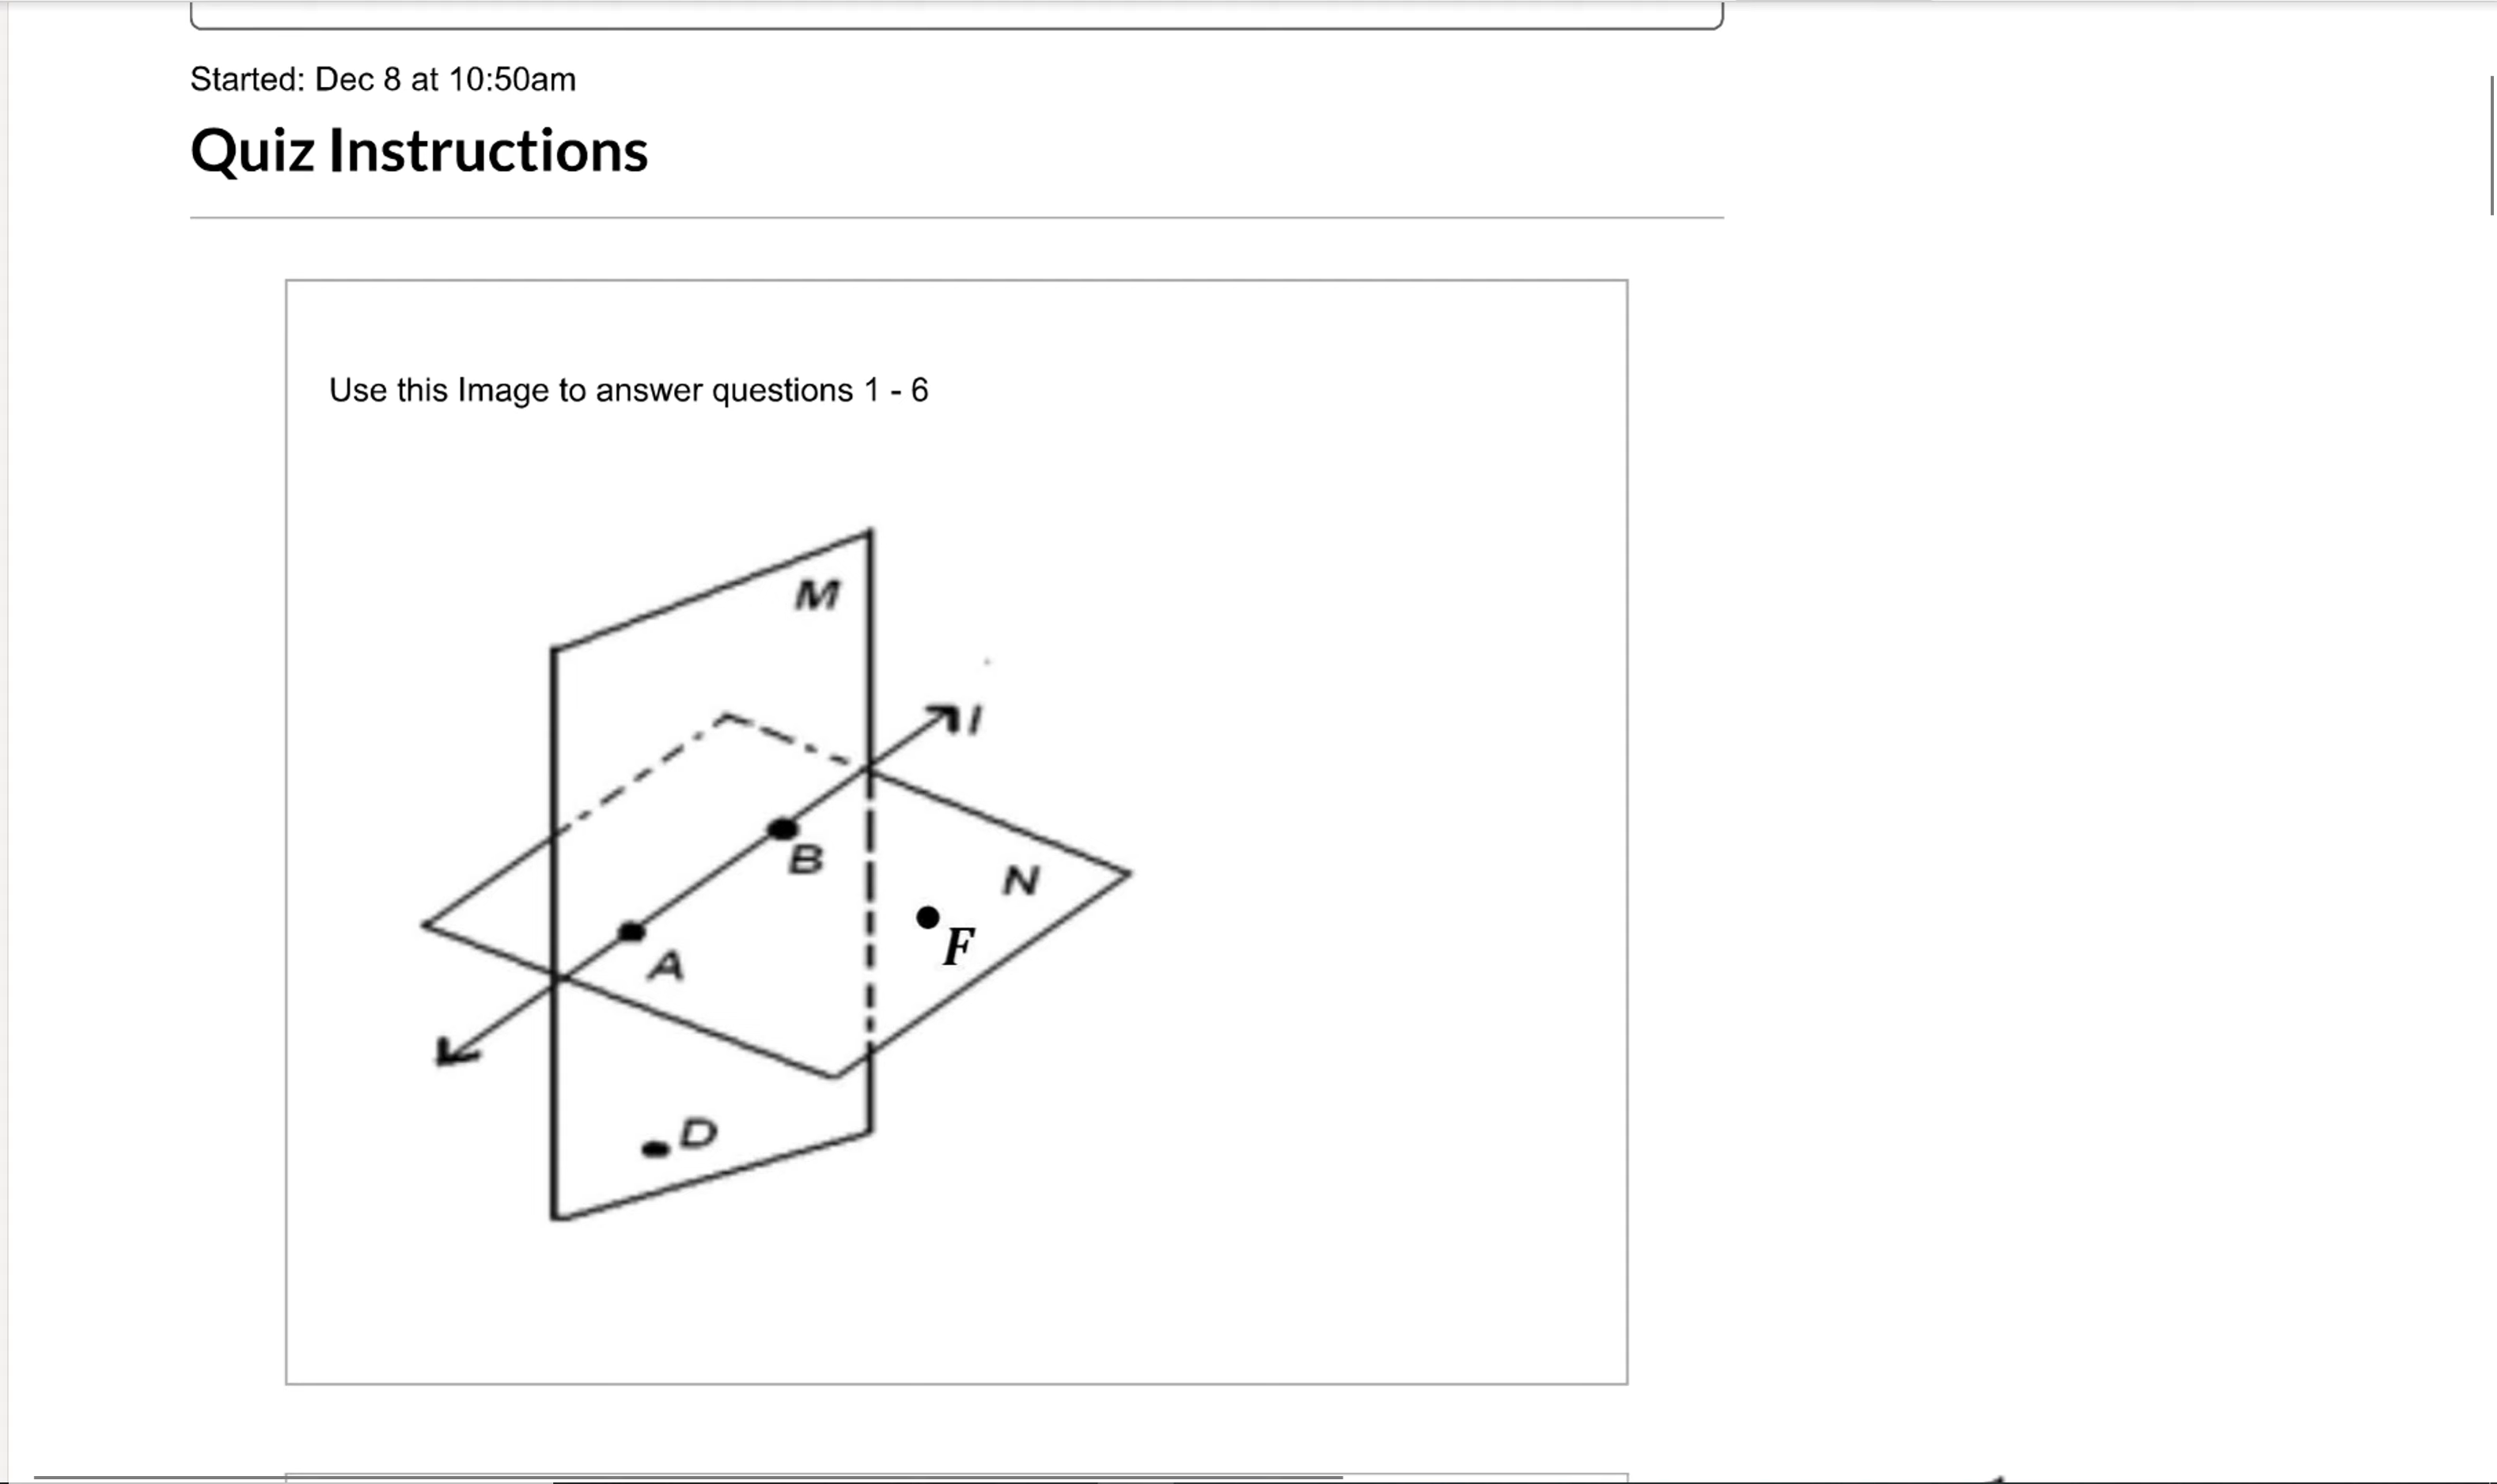 Started: Dec 8 at 10:50am
Quiz Instructions
Use this Image to answer questions 1 - 6
M
l
B
N
F
A
D